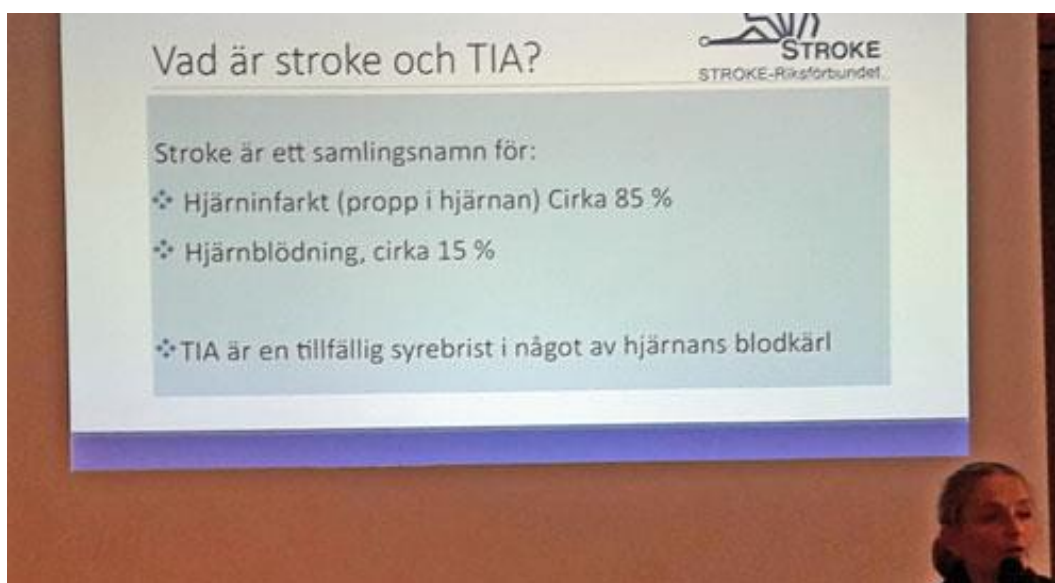 Vad är stroke och TIA?
STROKE
STROKE-Riksförbundet
Stroke är ett samlingsnamn för:
Hjärninfarkt (propp i hjärnan) Cirka 85 %
Hjärnblödning, cirka 15 %
TIA är en tillfällig syrebrist i något av hjärnans blodkärl